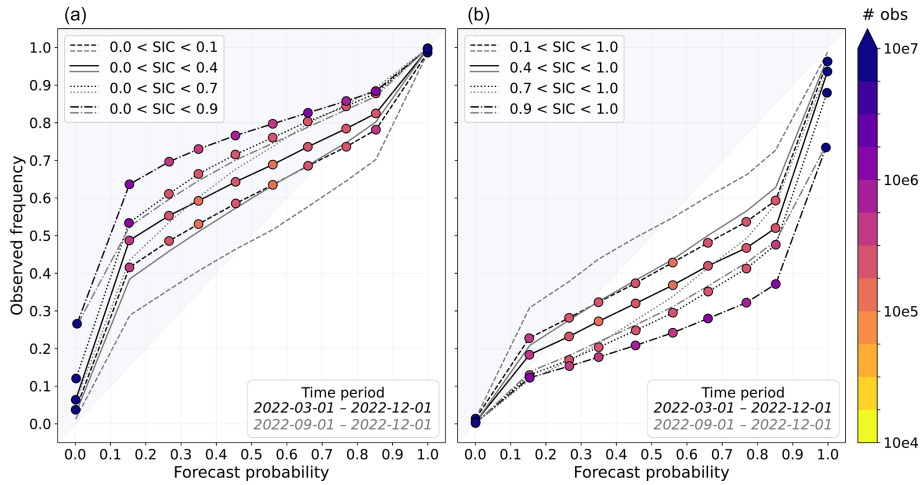 (a)
(b)
# obs
0.0 < SIC < 0.1
0.0 < SIC < 0.4
0.0 < SIC < 0.7
0.0 < SIC < 0.9
0.1 < SIC < 1.0
0.4 < SIC < 1.0
0.7 < SIC < 1.0
0.9 < SIC < 1.0
Observed frequency
1.0
0.9
0.8
0.7
0.6
0.5
0.4
0.3
0.2
0.1
0.0
Time period
2022-03-01 – 2022-12-01
2022-09-01 – 2022-12-01
Time period
2022-03-01 – 2022-12-01
2022-09-01 – 2022-12-01
0.0 0.1 0.2 0.3 0.4 0.5 0.6 0.7 0.8 0.9 1.0
0.0 0.1 0.2 0.3 0.4 0.5 0.6 0.7 0.8 0.9 1.0
Forecast probability
Forecast probability
10e7
10e6
10e5
10e4